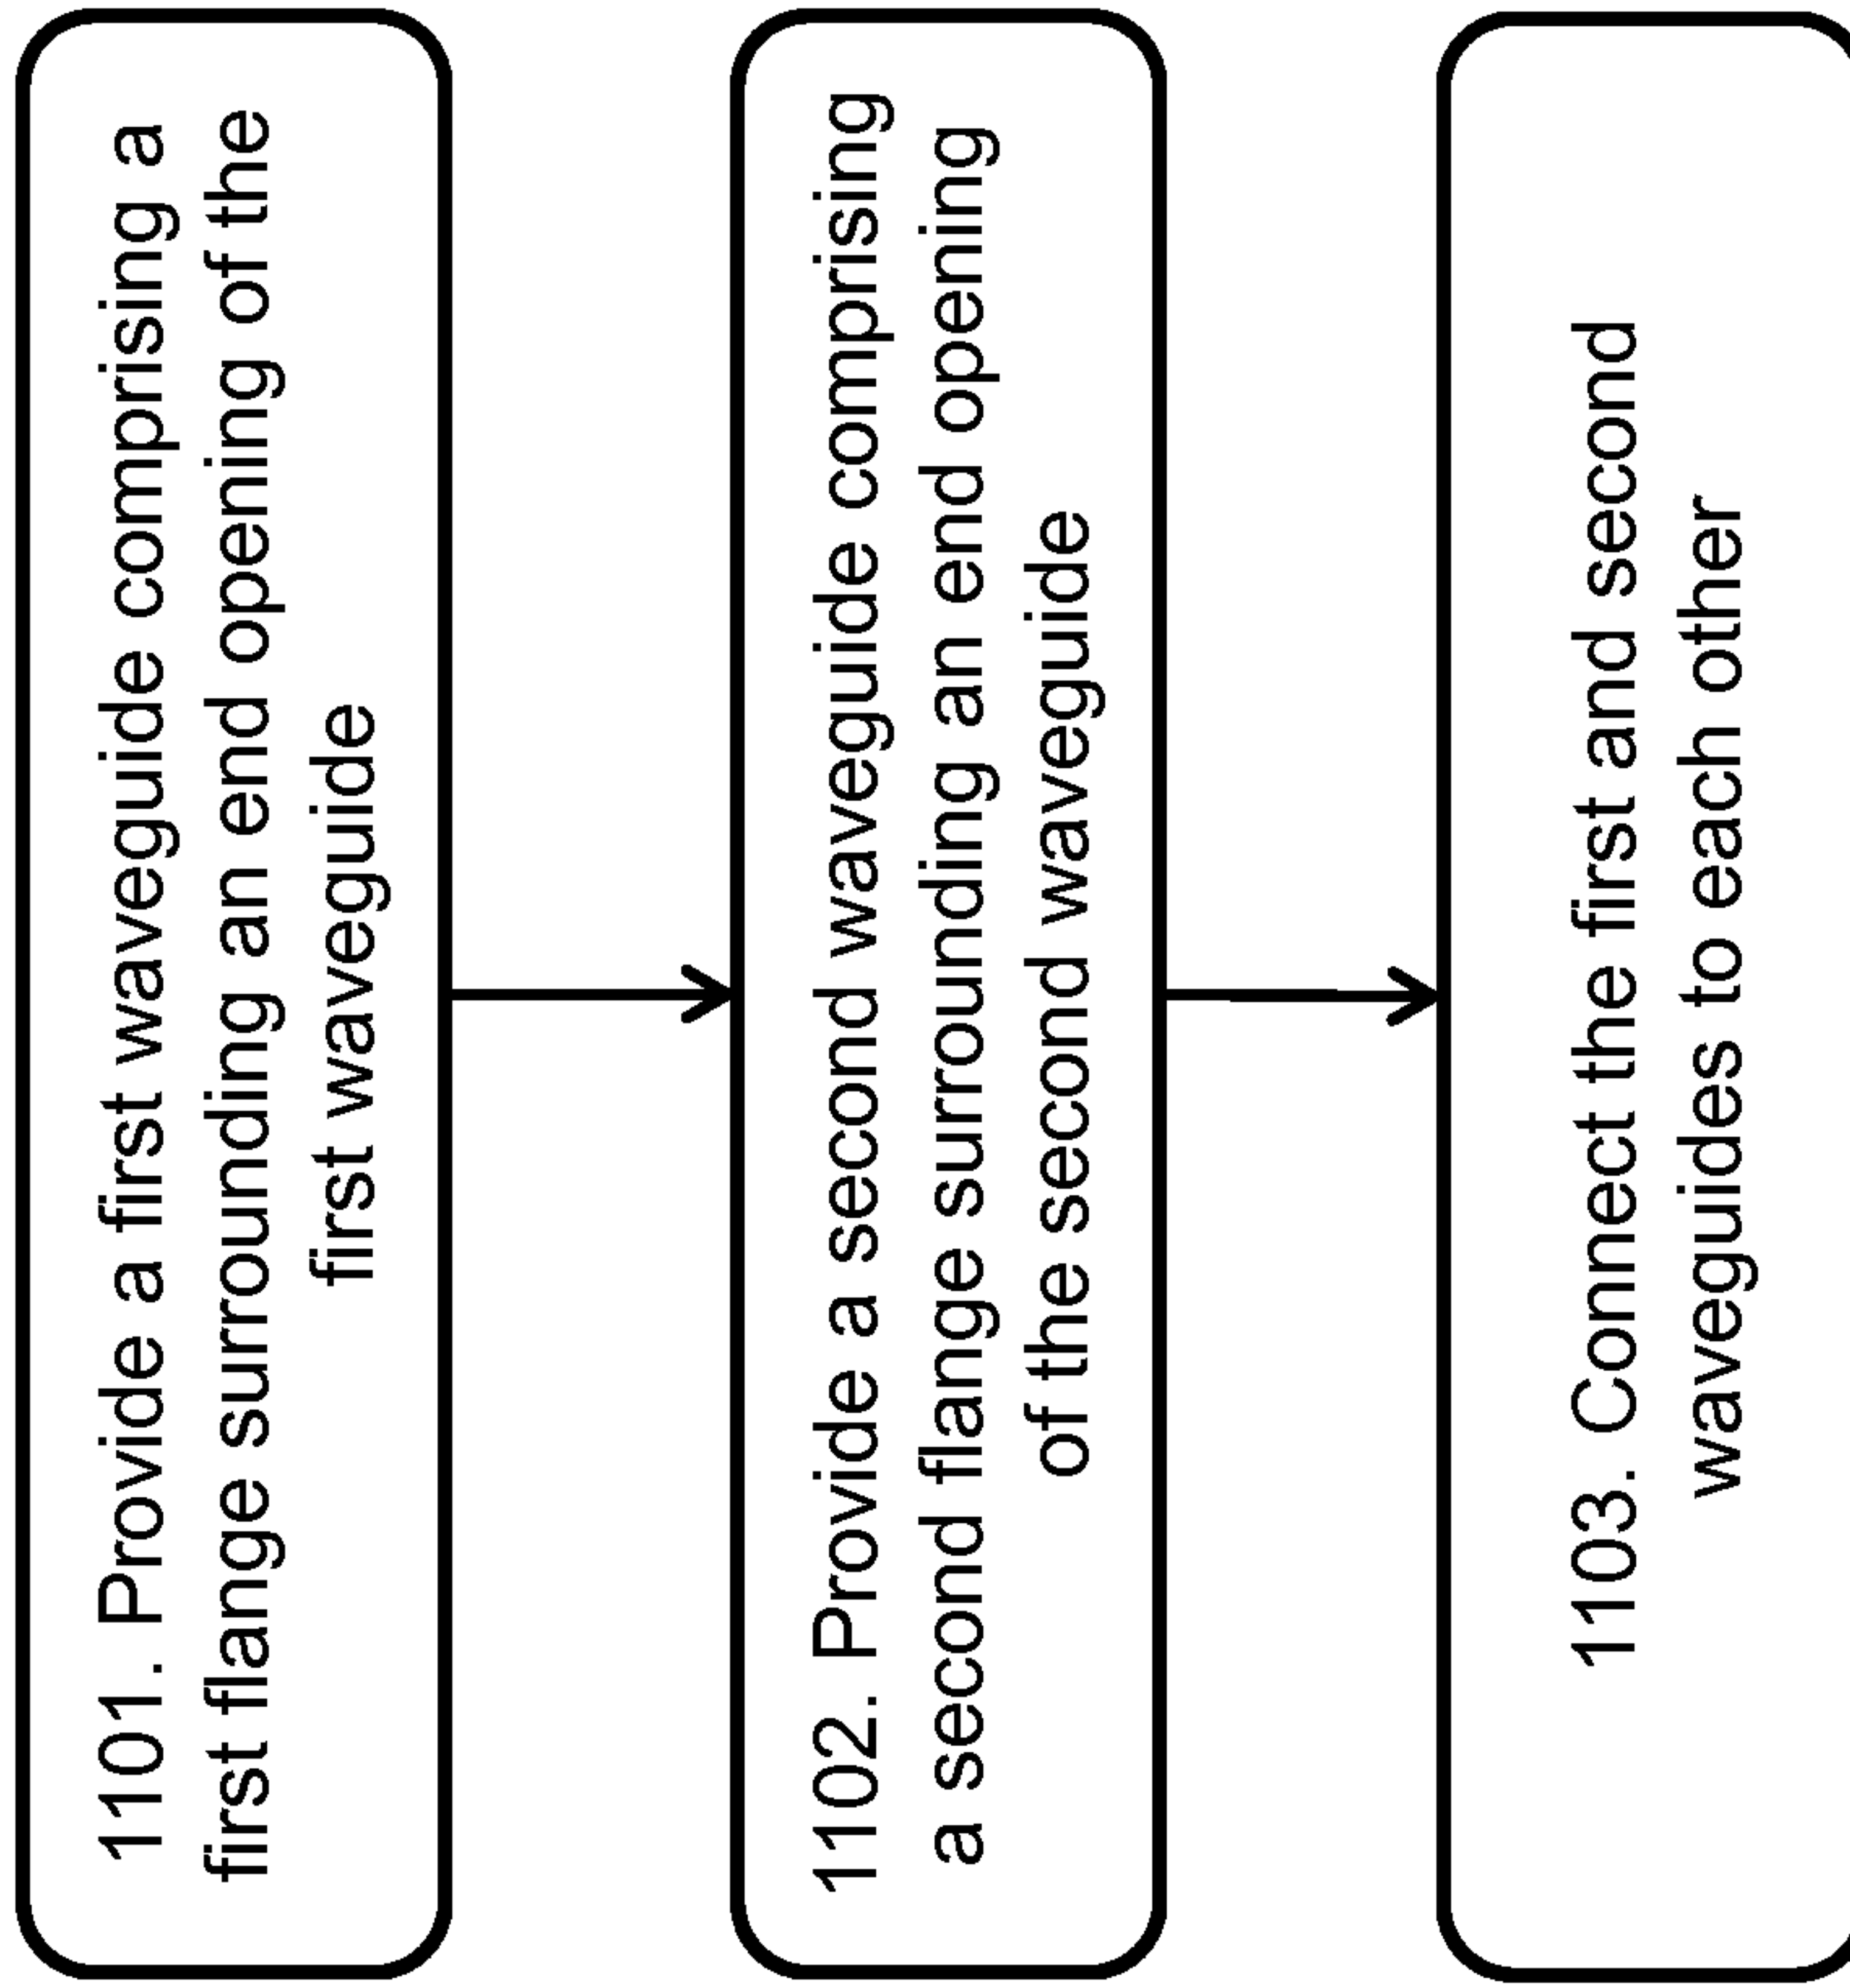 1101. Provide a first waveguide comprising a
first flange surrounding an end opening of the
first waveguide
1102. Provide a second waveguide comprising
a second flange surrounding an end opening
of the second waveguide
1103. Connect the first and second
waveguides to each other